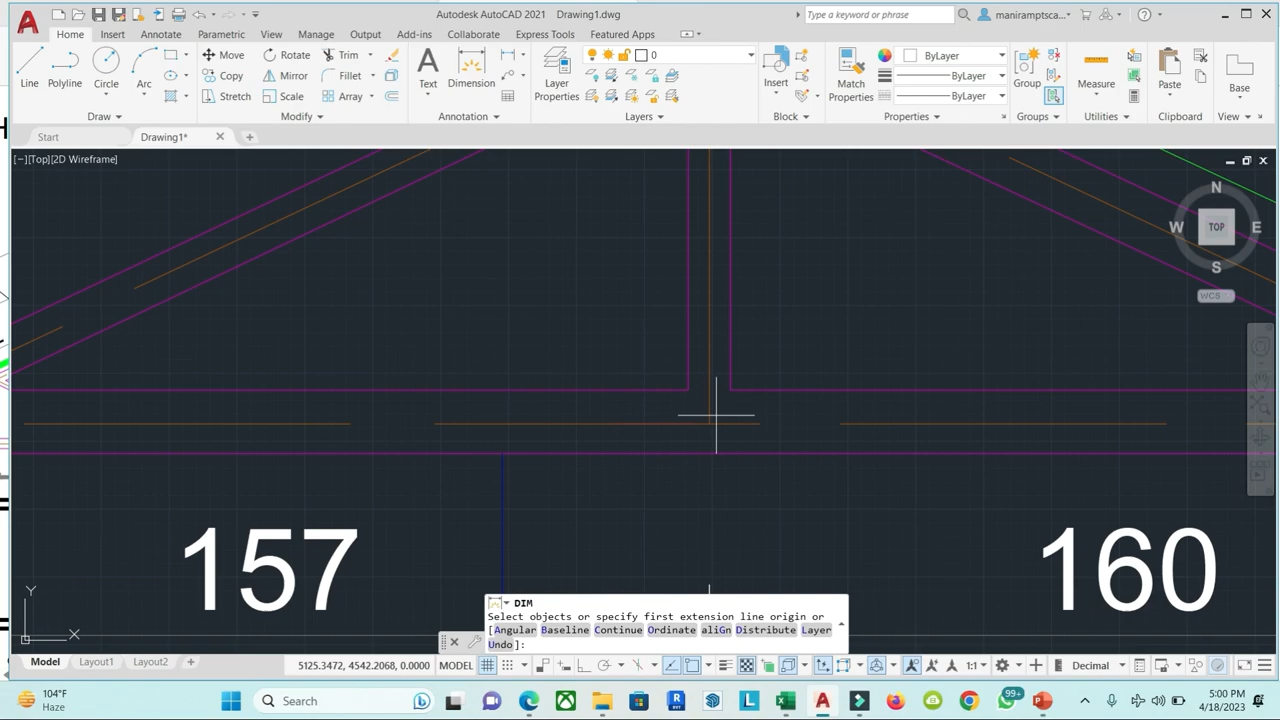 Autodesk AutoCAD 2021 Drawing1.dwg
Type a keyword or phrase
maniramptsca...
Home Insert Annotate Parametric View Manage Output Add-ins Collaborate Express Tools Featured Apps
Line Polyline Circle Arc
Move Rotate Trim
Copy Mirror Fillet
Stretch Scale Array
Text Dimension
Layer Properties
0
Insert
Match Properties
ByLayer
ByLayer
ByLayer
Group
Measure
Paste
Base
Draw Modify Annotation Layers Block Properties Groups Utilities Clipboard View
Start Drawing1*
[−][Top][2D Wireframe]
N
W TOP E
S
WCS
157 160
Y
X
DIM
Select objects or specify first extension line origin or
[Angular Baseline Continue Ordinate aliGn Distribute Layer
Undo]:
Model Layout1 Layout2 5125.3472, 4542.2068, 0.0000 MODEL 1:1 Decimal
104°F
Haze
Search
99+
5:00 PM
4/18/2023